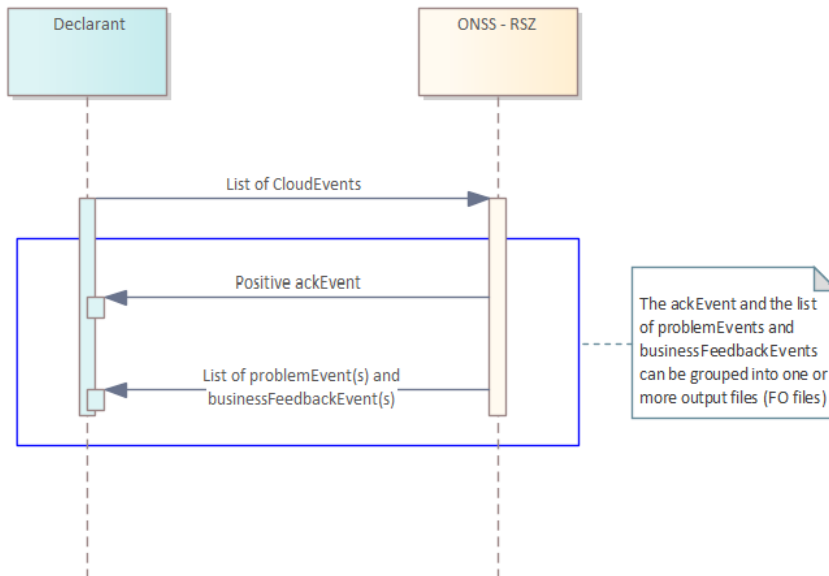 Declarant
ONSS - RSZ
List of CloudEvents
Positive ackEvent
List of problemEvent(s) and
businessFeedbackEvent(s)
The ackEvent and the list
of problemEvents and
businessFeedbackEvents
can be grouped into one or
more output files (FO files)